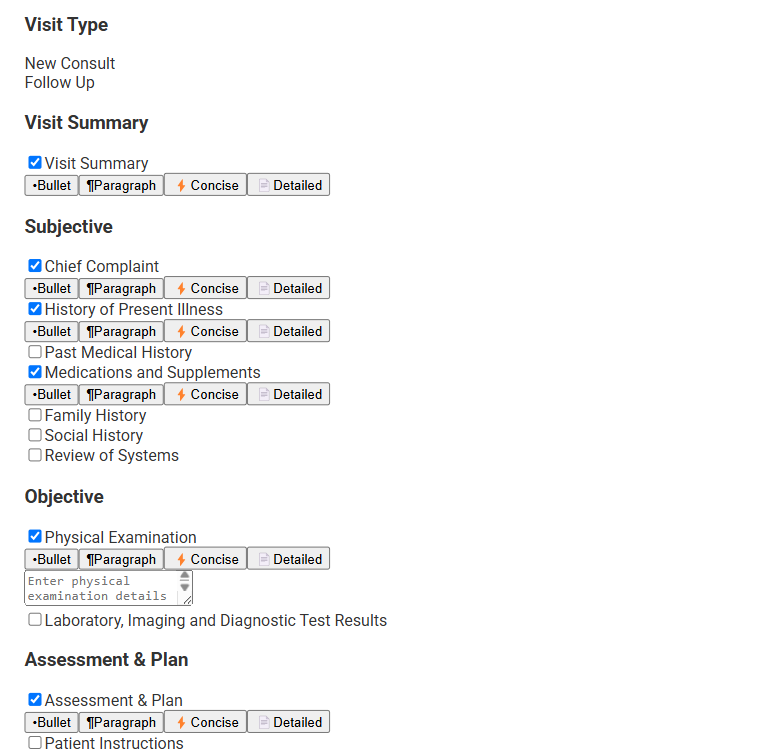 Visit Type
New Consult
Follow Up
Visit Summary
Visit Summary
•Bullet ¶Paragraph Concise Detailed
Subjective
Chief Complaint
•Bullet ¶Paragraph Concise Detailed
History of Present Illness
•Bullet ¶Paragraph Concise Detailed
Past Medical History
Medications and Supplements
•Bullet ¶Paragraph Concise Detailed
Family History
Social History
Review of Systems
Objective
Physical Examination
•Bullet ¶Paragraph Concise Detailed
Enter physical
examination details
Laboratory, Imaging and Diagnostic Test Results
Assessment & Plan
Assessment & Plan
•Bullet ¶Paragraph Concise Detailed
Patient Instructions